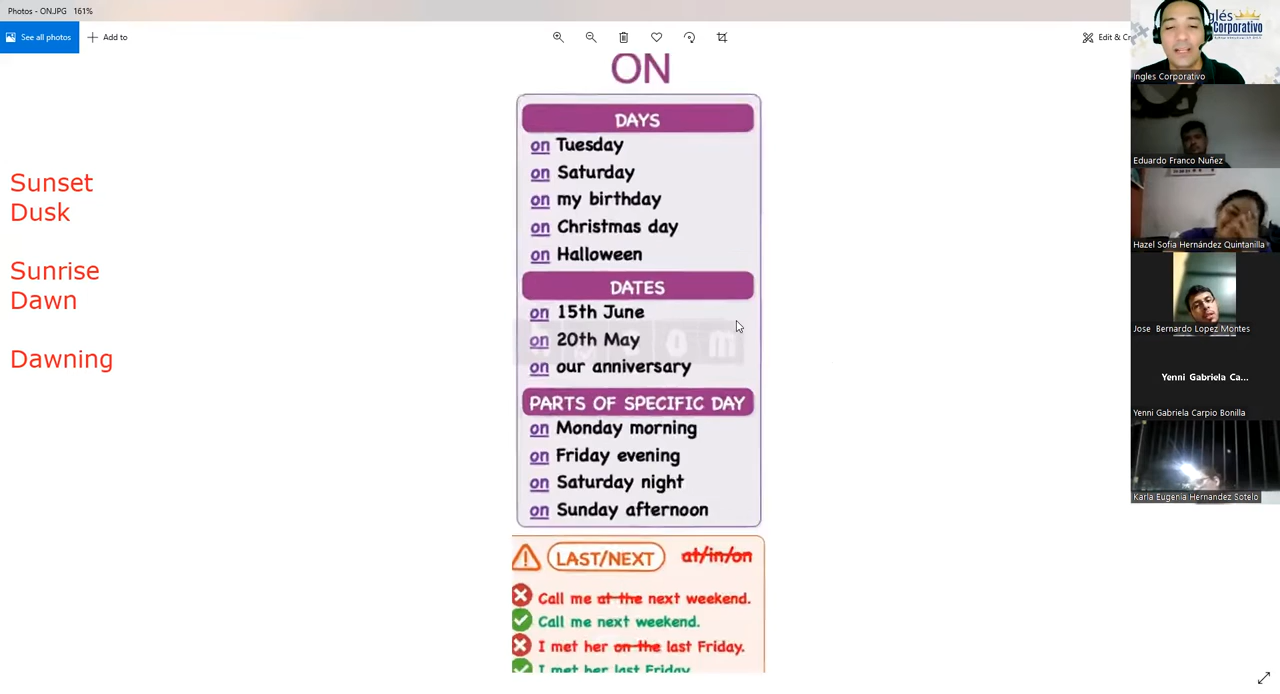 Photos - ON.JPG 161%
See all photos
Add to
Edit & Cr
glés
Corporativo
Ingles Corporativo
Eduardo Franco Nuñez
Hazel Sofia Hernández Quintanilla
Jose Bernardo Lopez Montes
Yenni Gabriela Ca...
Yenni Gabriela Carpio Bonilla
Karla Eugenia Hernandez Sotelo
Sunset
Dusk
Sunrise
Dawn
Dawning
ON
DAYS
on Tuesday
on Saturday
on my birthday
on Christmas day
on Halloween
DATES
on 15th June
on 20th May
on our anniversary
PARTS OF SPECIFIC DAY
on Monday morning
on Friday evening
on Saturday night
on Sunday afternoon
LAST/NEXT at/in/on
Call me at the next weekend.
Call me next weekend.
I met her on the last Friday.
I met her last Friday